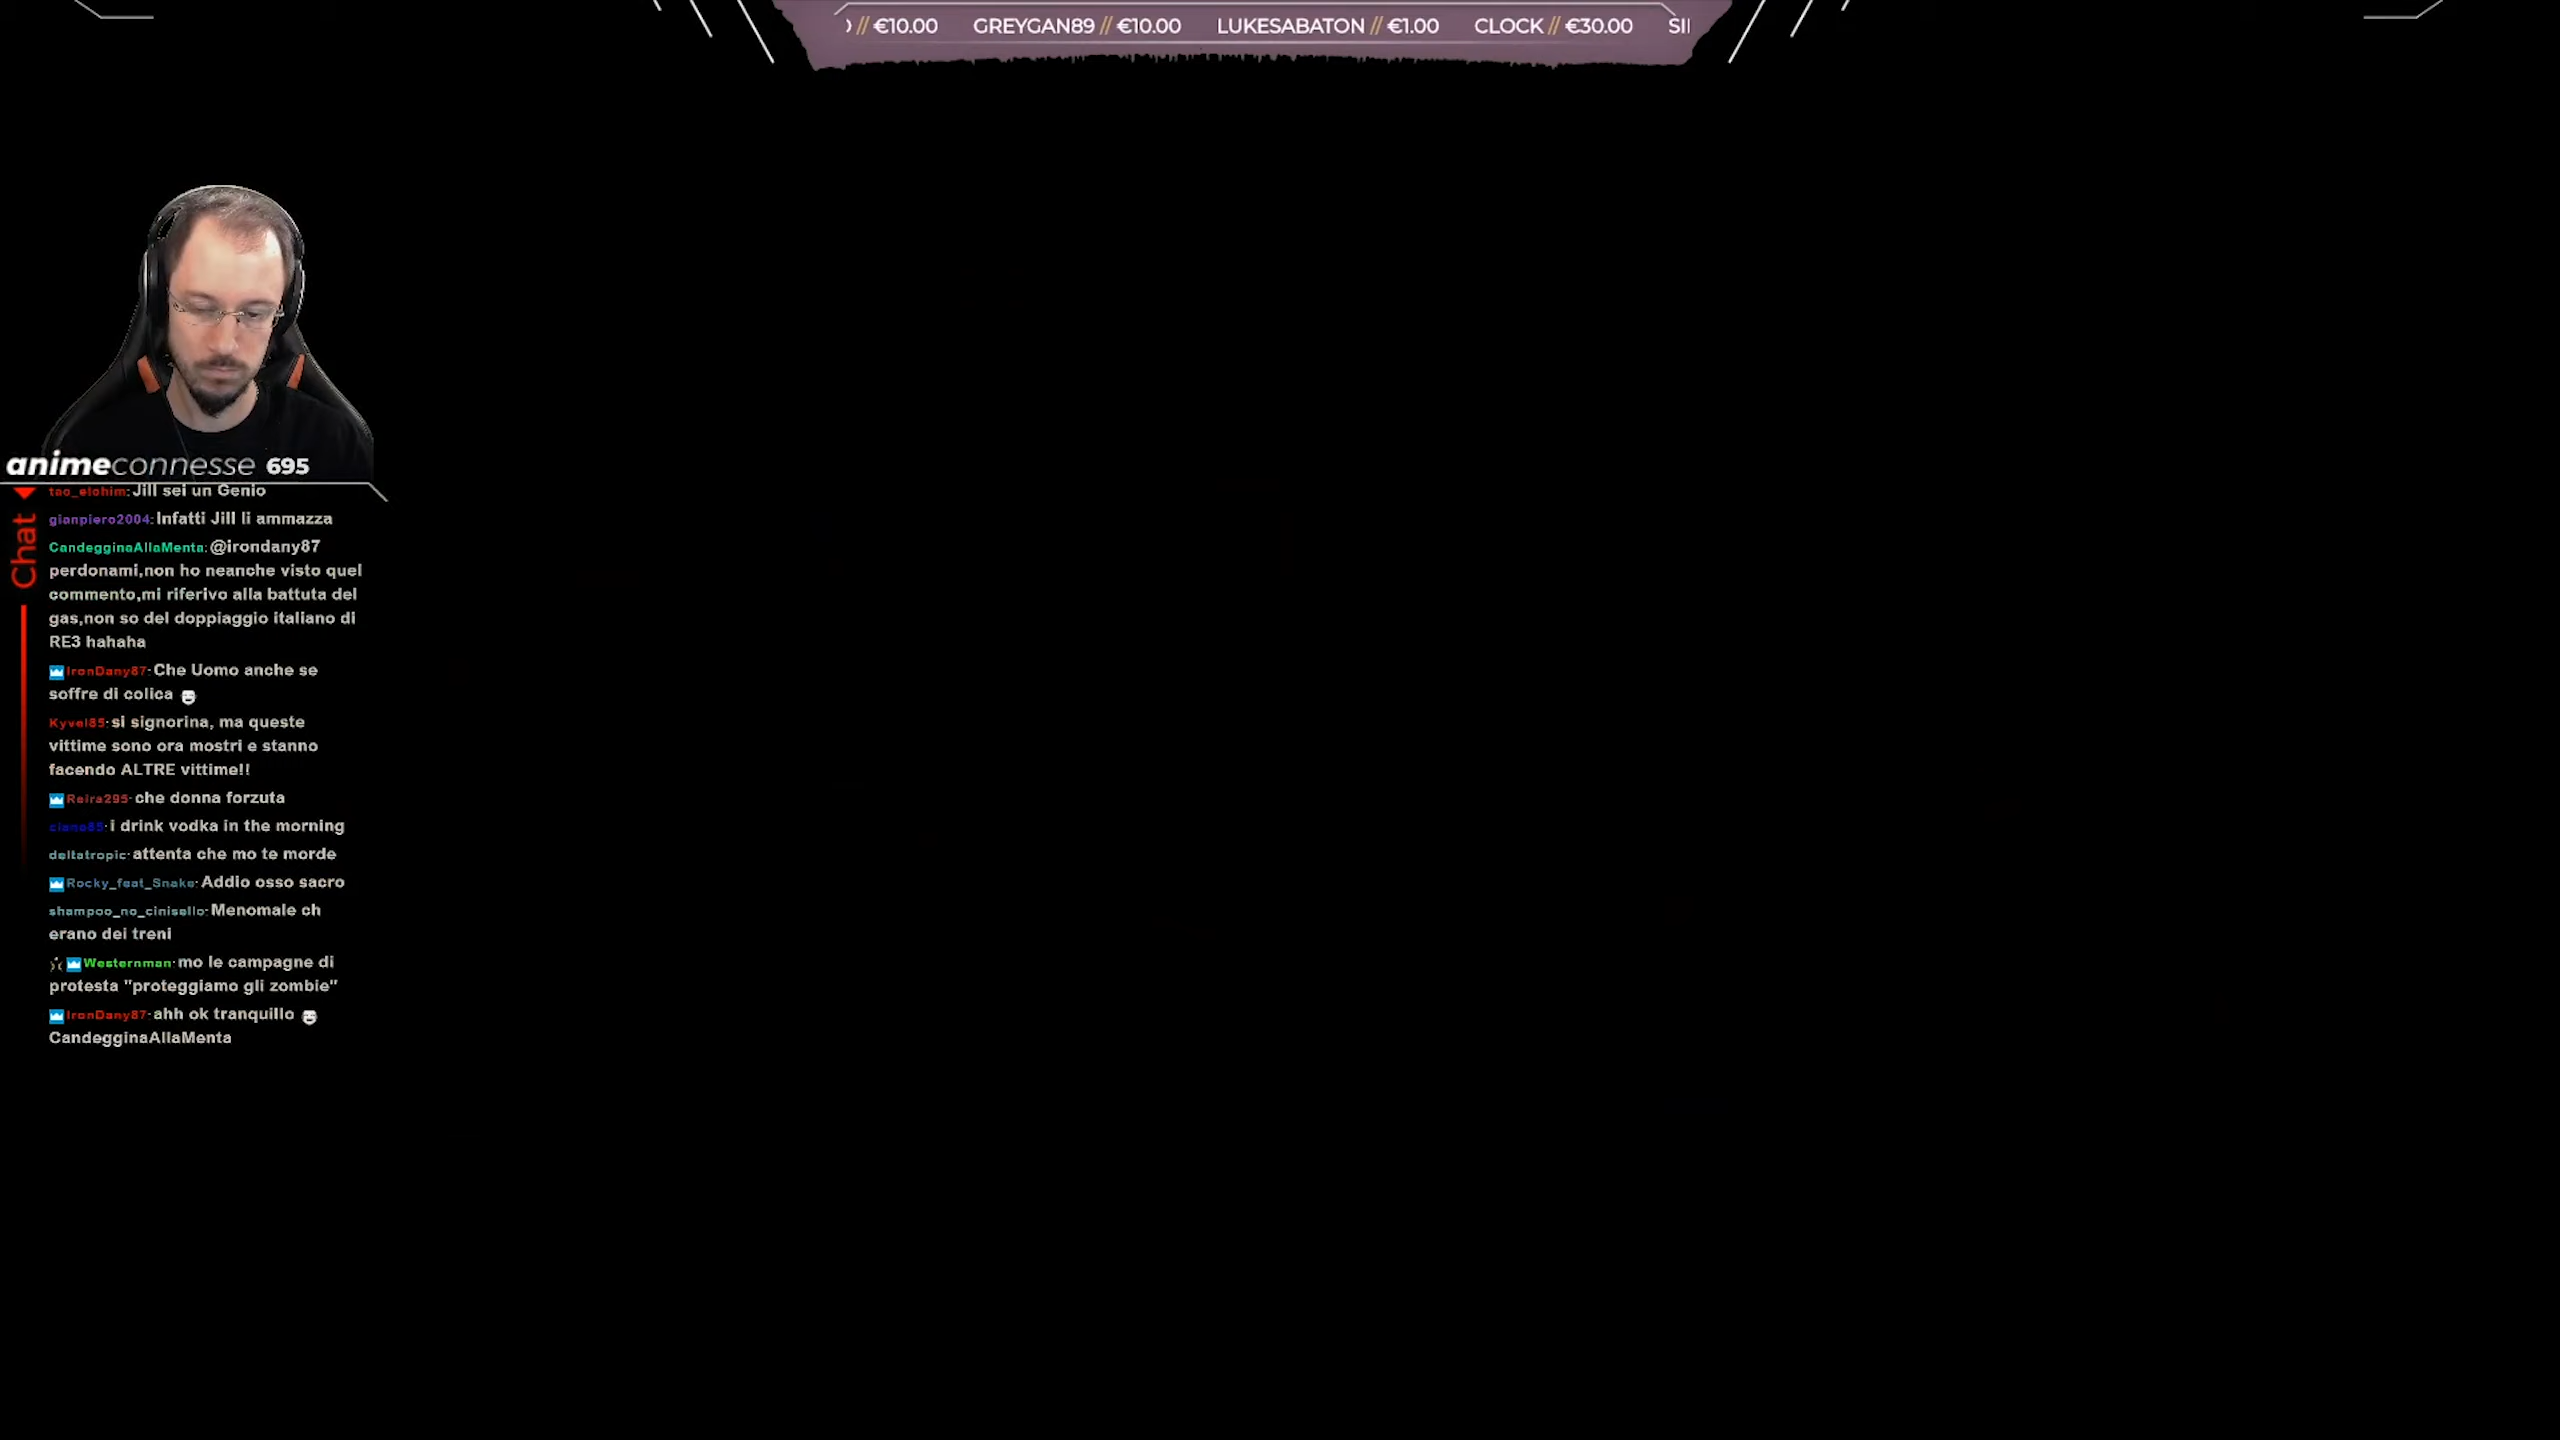 // €10.00 GREYGAN89 // €10.00 LUKESABATON // €1.00 CLOCK // €30.00
animeconnesse 695
Chat
tao_elohim: Jill sei un Genio
gianpiero2004: Infatti Jill li ammazza
CandegginaAllaMenta: @irondany87
perdonami,non ho neanche visto quel
commento,mi riferivo alla battuta del
gas,non so del doppiaggio italiano di
RE3 hahaha
IronDany87: Che Uomo anche se
soffre di colica
Kyvel85: si signorina, ma queste
vittime sono ora mostri e stanno
facendo ALTRE vittime!!
Reira295: che donna forzuta
i drink vodka in the morning
deltatropic: attenta che mo te morde
Rocky_feat_Snake: Addio osso sacro
shampoo_no_cinisello: Menomale ch
erano dei treni
Westernman: mo le campagne di
protesta "proteggiamo gli zombie"
IronDany87: ahh ok tranquillo
CandegginaAllaMenta